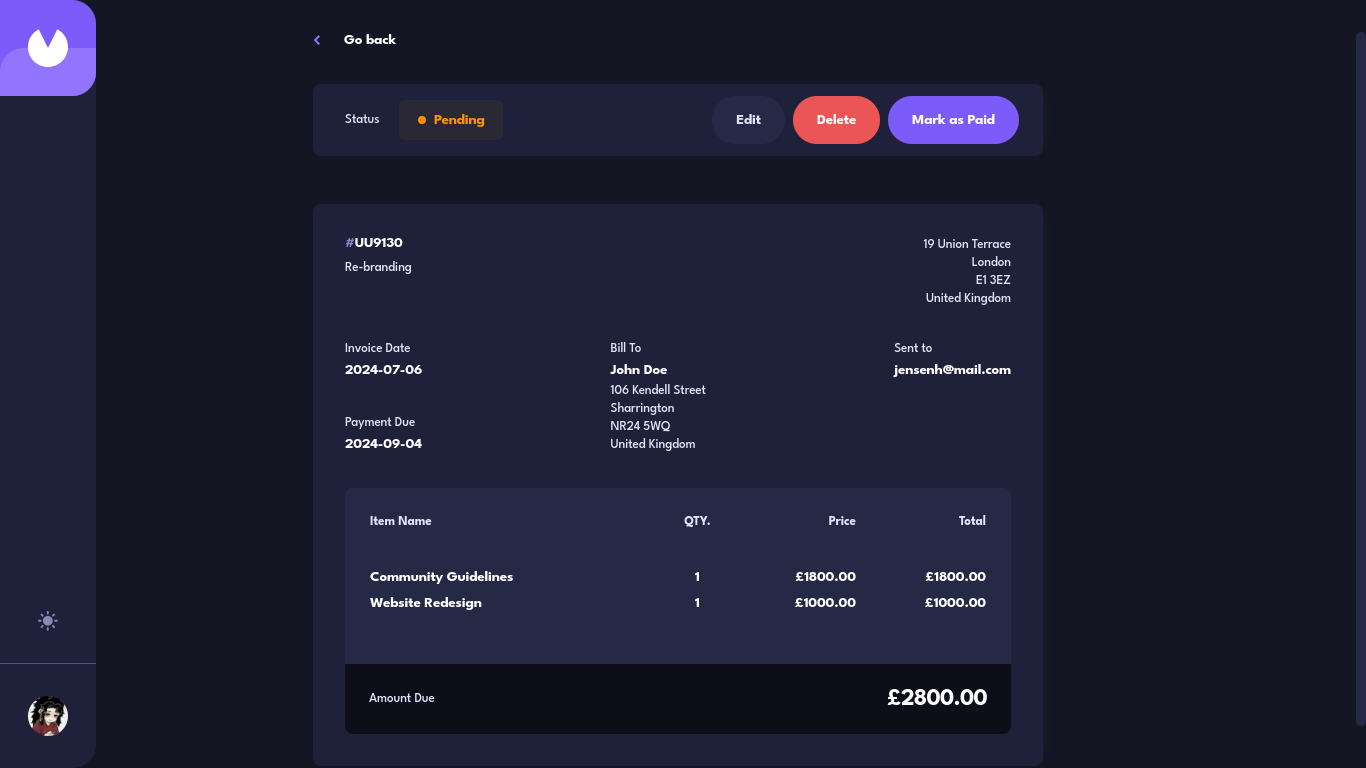 Go back
Status
Pending
Edit
Delete
Mark as Paid
#UU9130
Re-branding
19 Union Terrace
London
E1 3EZ
United Kingdom
Invoice Date
2024-07-06
Payment Due
2024-09-04
Bill To
John Doe
106 Kendell Street
Sharrington
NR24 5WQ
United Kingdom
Sent to
jensenh@mail.com
Item Name QTY. Price Total
Community Guidelines 1 £1800.00 £1800.00
Website Redesign 1 £1000.00 £1000.00
Amount Due £2800.00